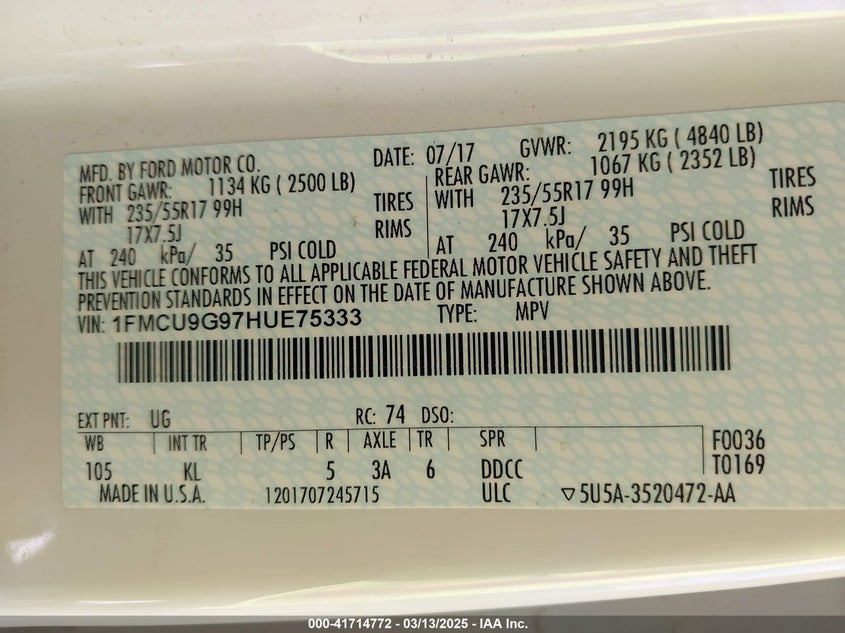 MFD. BY FORD MOTOR CO. DATE: 07/17 GVWR: 2195 KG ( 4840 LB)
FRONT GAWR: 1134 KG ( 2500 LB) REAR GAWR: 1067 KG ( 2352 LB)
WITH 235/55R17 99H TIRES WITH 235/55R17 99H TIRES
17X7.5J RIMS 17X7.5J RIMS
AT 240 kPa/ 35 PSI COLD AT 240 kPa/ 35 PSI COLD
THIS VEHICLE CONFORMS TO ALL APPLICABLE FEDERAL MOTOR VEHICLE SAFETY AND THEFT
PREVENTION STANDARDS IN EFFECT ON THE DATE OF MANUFACTURE SHOWN ABOVE.
VIN: 1FMCU9G97HUE75333 TYPE: MPV
EXT PNT: UG RC: 74 DSO:
WB INT TR TP/PS R AXLE TR SPR F0036
105 KL 5 3A 6 DDCC T0169
MADE IN U.S.A. 1201707245715 ULC ▽5U5A-3520472-AA
000-41714772 - 03/13/2025 - IAA Inc.